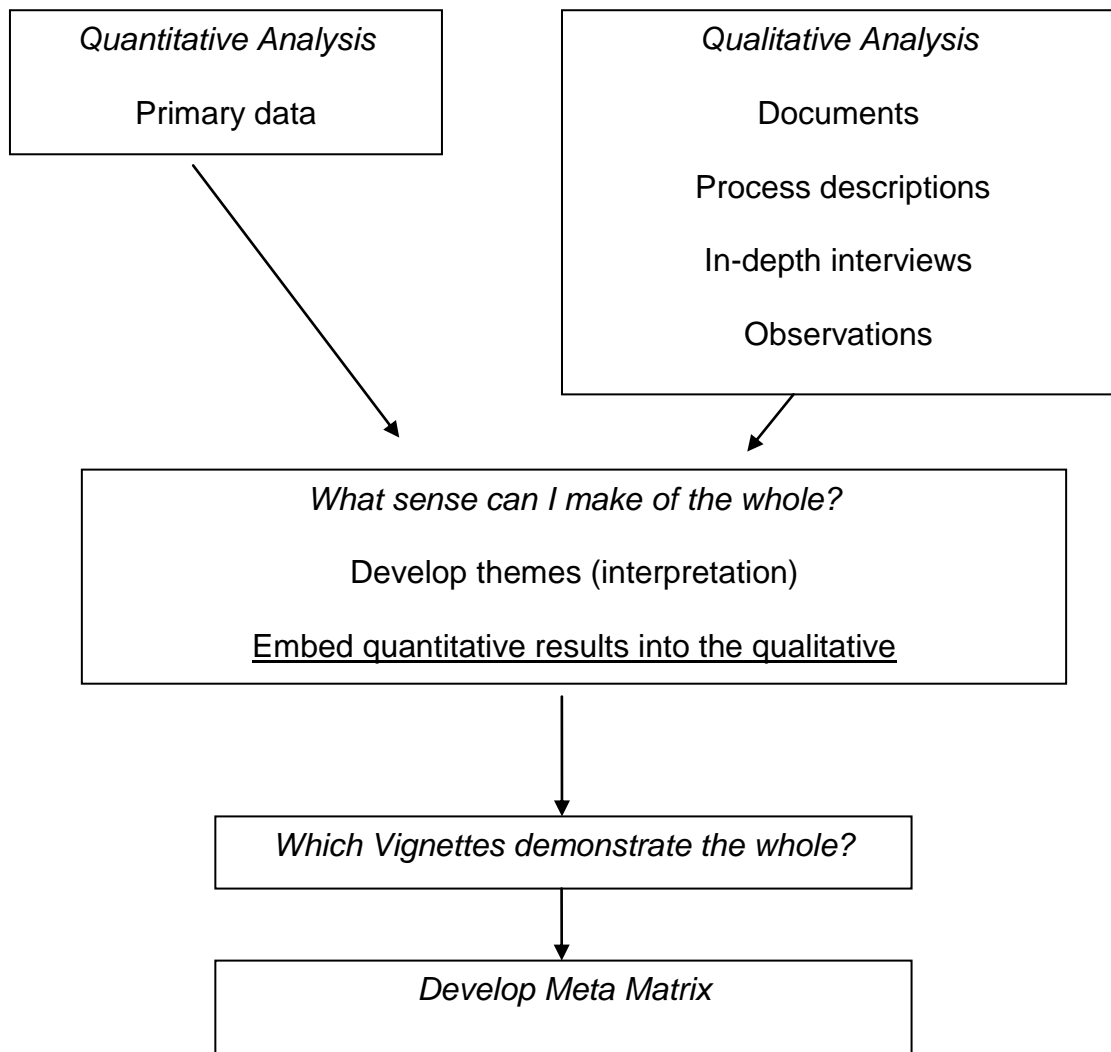 Quantitative Analysis
Primary data
Qualitative Analysis
Documents
Process descriptions
In-depth interviews
Observations
What sense can I make of the whole?
Develop themes (interpretation)
Embed quantitative results into the qualitative
Which Vignettes demonstrate the whole?
Develop Meta Matrix